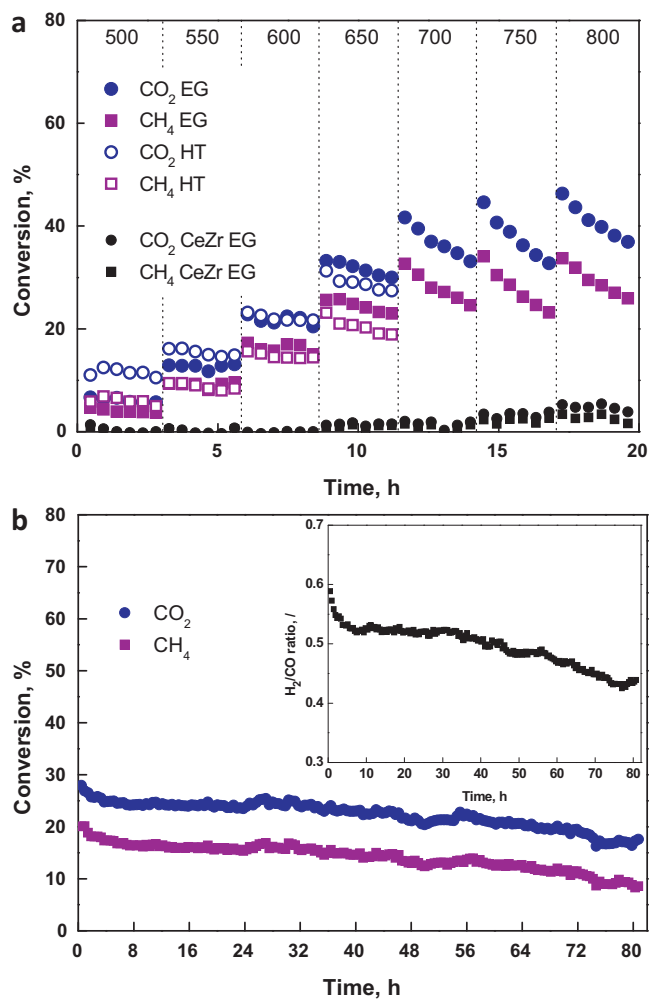 a
80
60
40
20
0
500 550 600 650 700 750 800
CO2 EG
CH4 EG
CO2 HT
CH4 HT
CO2 CeZr EG
CH4 CeZr EG
Conversion, %
0 5 10 15 20
Time, h
b
80
70
60
50
40
30
20
10
0
CO2
CH4
Conversion, %
0.7
0.6
0.5
0.4
0.3
H2/CO ratio, /
0 10 20 30 40 50 60 70 80
Time, h
0 8 16 24 32 40 48 56 64 72 80
Time, h